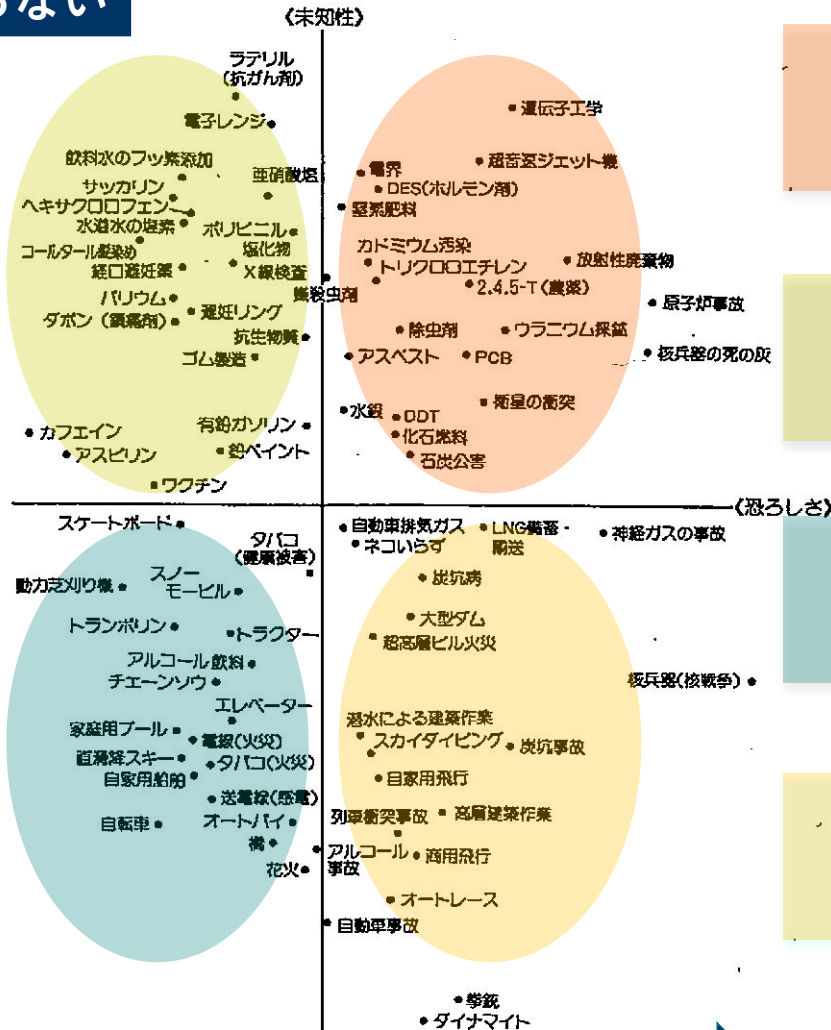 らない
《未知性》
ラテリル
(抗がん剤)
遺伝子工学
電子レンジ
飲料水のフッ素添加
亜硝酸塩
電界
超音速ジェット機
サッカリン
DES(ホルモン剤)
ヘキサクロロフェン
窒素肥料
水道水の塩素
ポリビニル
塩化物
コールタール髪染め
カドミウム汚染
経口避妊薬
X線検査
トリクロロエチレン
放射性廃棄物
蟻殺虫剤
2,4,5-T(農薬)
バリウム
避妊リング
原子炉事故
ダボン(鎮痛剤)
抗生物質
除虫剤
ウラニウム採鉱
ゴム製造
アスベスト
PCB
核兵器の死の灰
水銀
衛星の衝突
カフェイン
有鉛ガソリン
DDT
化石燃料
アスピリン
鉛ペイント
石炭公害
ワクチン
《恐ろしさ》
スケートボード
自動車排気ガス
LNG備蓄・
輸送
神経ガスの事故
タバコ
(健康被害)
ネコいらず
動力芝刈り機
スノー
モービル
炭坑病
トランポリン
トラクター
大型ダム
超高層ビル火災
アルコール飲料
チェーンソウ
核兵器(核戦争)
エレベーター
潜水による建築作業
家庭用プール
電線(火災)
スカイダイビング
炭坑事故
直滑降スキー
タバコ(火災)
自家用船舶
自家用飛行
送電線(感電)
自転車
オートバイ
列車衝突事故
高層建築作業
橋
アルコール
事故
商用飛行
花火
オートレース
自動車事故
拳銃
ダイナマイト